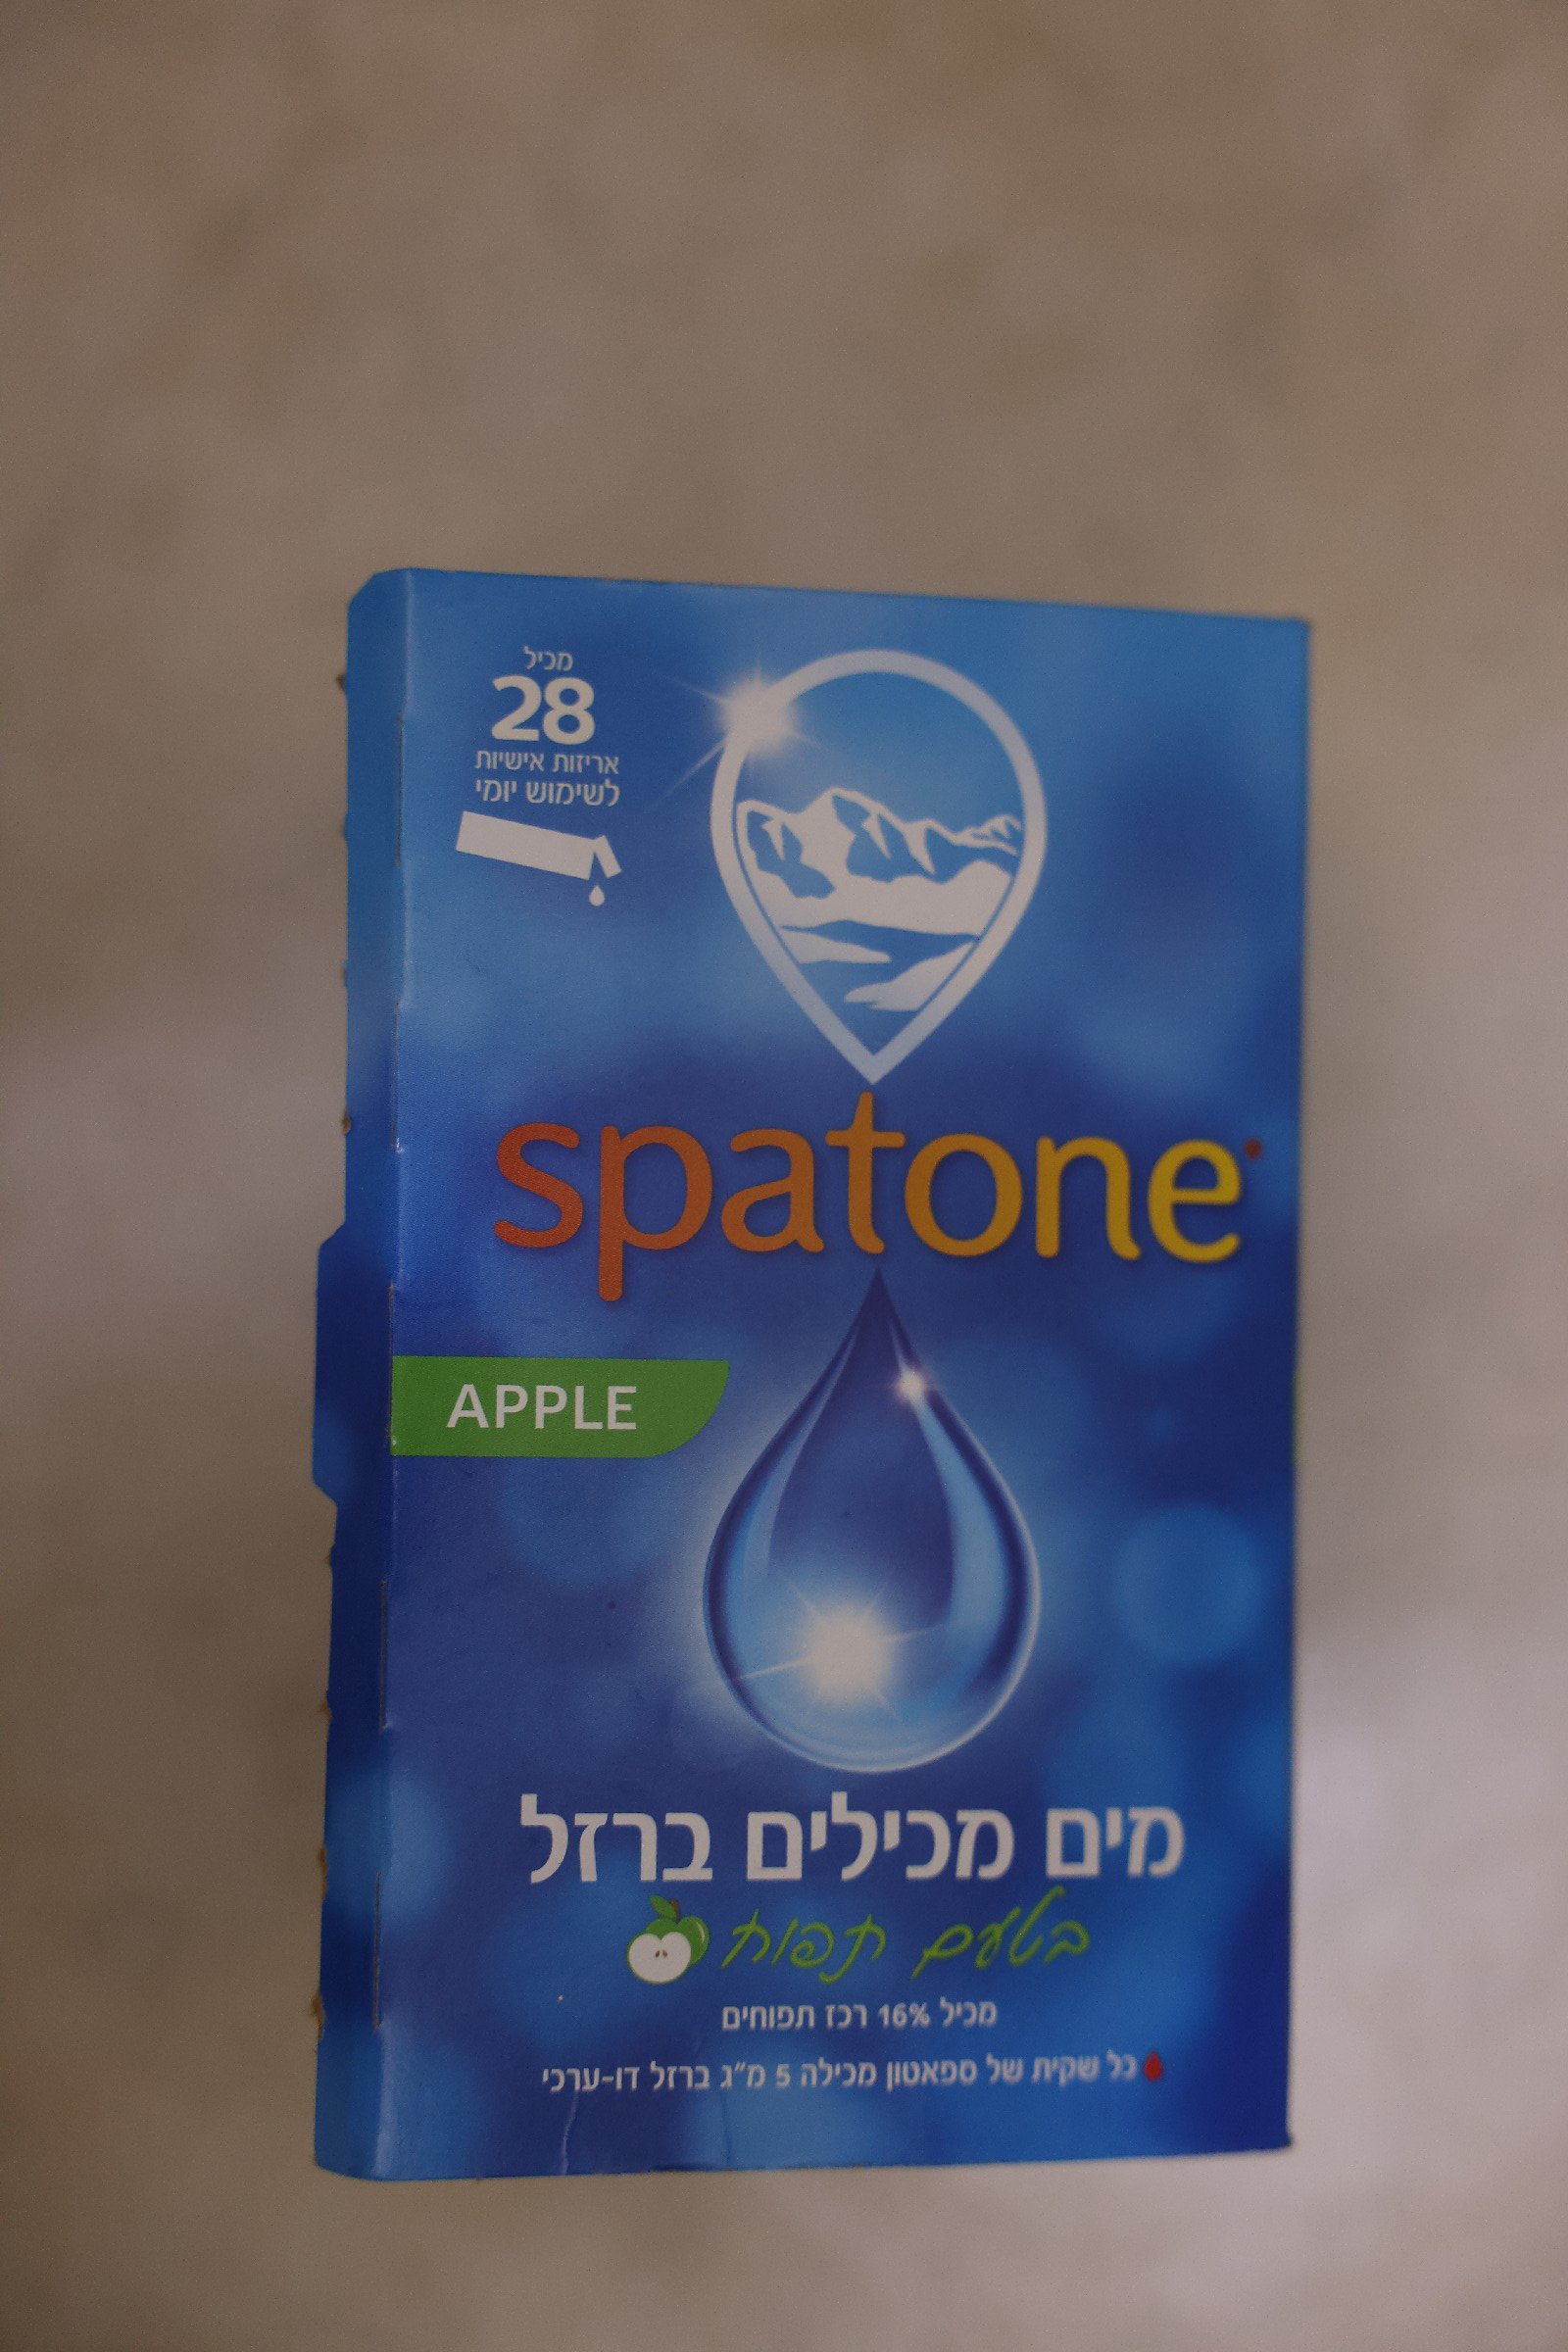 מכיל
28
אריזות אישיות
לשימוש יומי
spatone
APPLE
מים מכילים ברזל
בטעם תפוח
מכיל 16% רכז תפוחים
כל שקית של ספאטון מכילה 5 מ"ג ברזל דו-ערכי